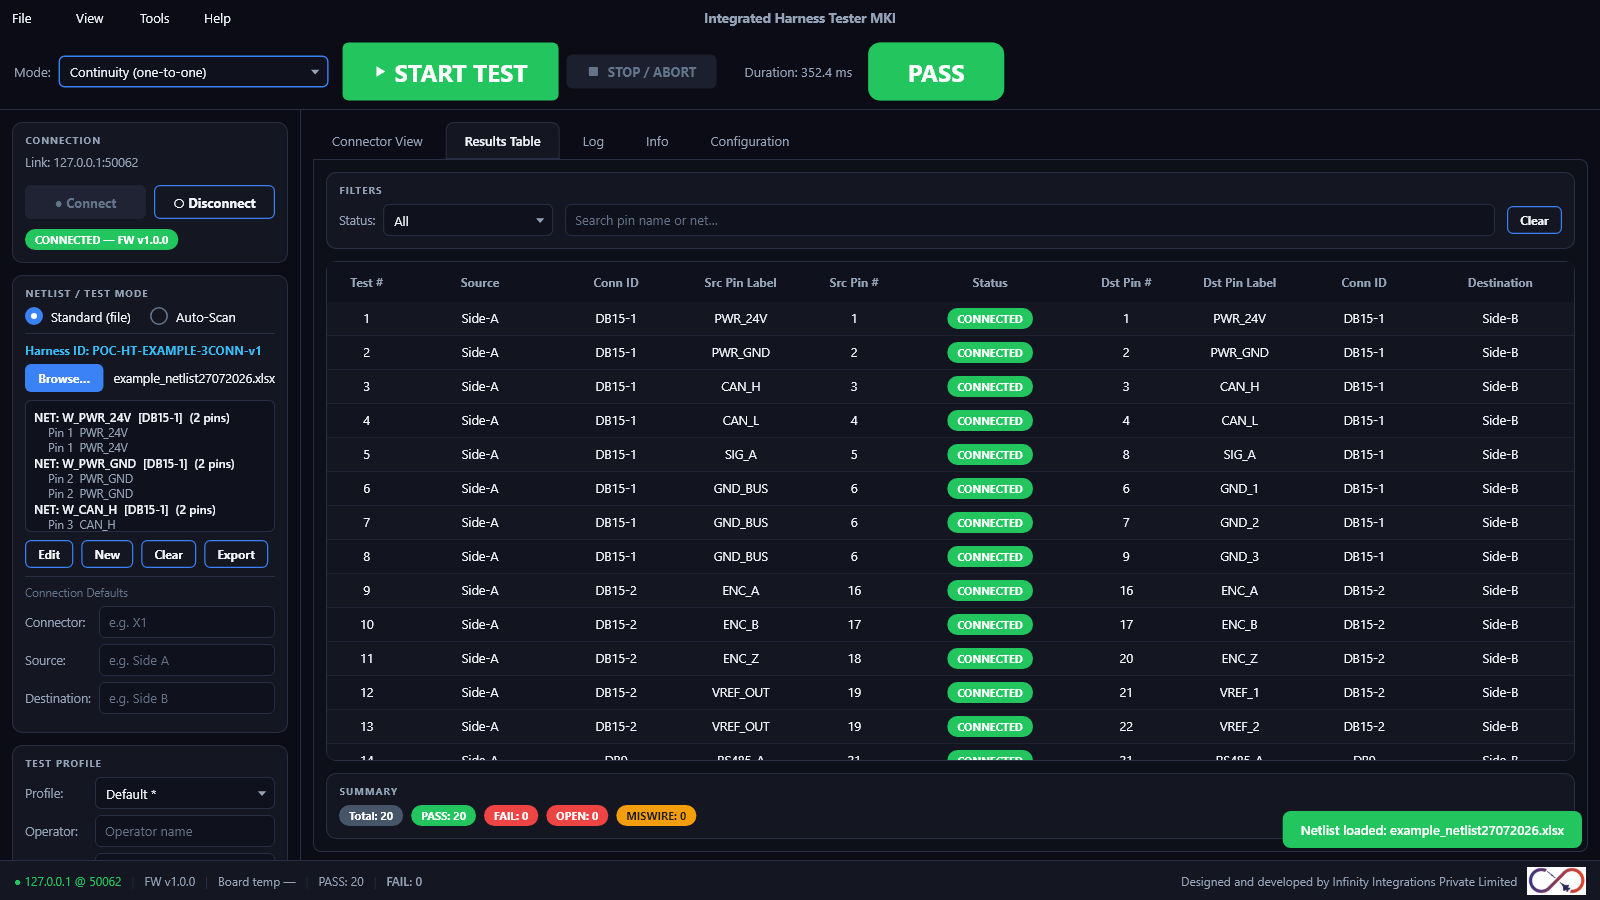 File View Tools Help
Integrated Harness Tester MKI
Mode: Continuity (one-to-one) START TEST STOP / ABORT Duration: 352.4 ms PASS
CONNECTION
Link: 127.0.0.1:50062
Connect Disconnect
CONNECTED — FW v1.0.0
NETLIST / TEST MODE
Standard (file) Auto-Scan
Harness ID: POC-HT-EXAMPLE-3CONN-v1
Browse... example_netlist27072026.xlsx
NET: W_PWR_24V [DB15-1] (2 pins)
Pin 1 PWR_24V
Pin 1 PWR_24V
NET: W_PWR_GND [DB15-1] (2 pins)
Pin 2 PWR_GND
Pin 2 PWR_GND
NET: W_CAN_H [DB15-1] (2 pins)
Pin 3 CAN_H
Edit New Clear Export
Connection Defaults
Connector: e.g. X1
Source: e.g. Side A
Destination: e.g. Side B
TEST PROFILE
Profile: Default *
Operator: Operator name
Connector View Results Table Log Info Configuration
FILTERS
Status: All Search pin name or net... Clear
Test # Source Conn ID Src Pin Label Src Pin # Status Dst Pin # Dst Pin Label Conn ID Destination
1 Side-A DB15-1 PWR_24V 1 CONNECTED 1 PWR_24V DB15-1 Side-B
2 Side-A DB15-1 PWR_GND 2 CONNECTED 2 PWR_GND DB15-1 Side-B
3 Side-A DB15-1 CAN_H 3 CONNECTED 3 CAN_H DB15-1 Side-B
4 Side-A DB15-1 CAN_L 4 CONNECTED 4 CAN_L DB15-1 Side-B
5 Side-A DB15-1 SIG_A 5 CONNECTED 8 SIG_A DB15-1 Side-B
6 Side-A DB15-1 GND_BUS 6 CONNECTED 6 GND_1 DB15-1 Side-B
7 Side-A DB15-1 GND_BUS 6 CONNECTED 7 GND_2 DB15-1 Side-B
8 Side-A DB15-1 GND_BUS 6 CONNECTED 9 GND_3 DB15-1 Side-B
9 Side-A DB15-2 ENC_A 16 CONNECTED 16 ENC_A DB15-2 Side-B
10 Side-A DB15-2 ENC_B 17 CONNECTED 17 ENC_B DB15-2 Side-B
11 Side-A DB15-2 ENC_Z 18 CONNECTED 20 ENC_Z DB15-2 Side-B
12 Side-A DB15-2 VREF_OUT 19 CONNECTED 21 VREF_1 DB15-2 Side-B
13 Side-A DB15-2 VREF_OUT 19 CONNECTED 22 VREF_2 DB15-2 Side-B
14 Side-A DB9 RS485_A 31 CONNECTED 31 RS485_A DB9 Side-B
SUMMARY
Total: 20 PASS: 20 FAIL: 0 OPEN: 0 MISWIRE: 0
Netlist loaded: example_netlist27072026.xlsx
127.0.0.1 @ 50062 FW v1.0.0 Board temp — PASS: 20 FAIL: 0
Designed and developed by Infinity Integrations Private Limited